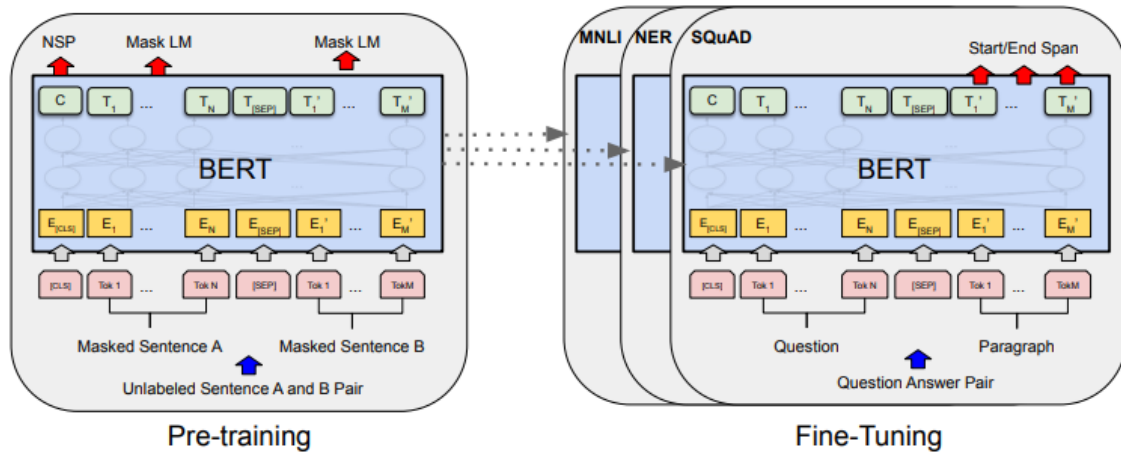 NSP Mask LM Mask LM
C T1 ... TN T[SEP] T1' ... TM'
BERT
E[CLS] E1 ... EN E[SEP] E1' ... EM'
[CLS] Tok 1 ... Tok N [SEP] Tok 1 ... TokM
Masked Sentence A Masked Sentence B
Unlabeled Sentence A and B Pair
Pre-training
MNLI NER SQuAD
Start/End Span
C T1 ... TN T[SEP] T1' ... TM'
BERT
E[CLS] E1 ... EN E[SEP] E1' ... EM'
[CLS] Tok 1 ... Tok N [SEP] Tok 1 ... TokM
Question Paragraph
Question Answer Pair
Fine-Tuning